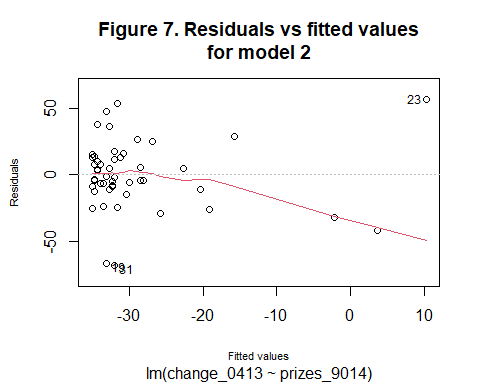 Figure 7. Residuals vs fitted values
for model 2
Residuals
50
0
-50
23
31
-30
-20
-10
0
10
Fitted values
lm(change_0413 ~ prizes_9014)